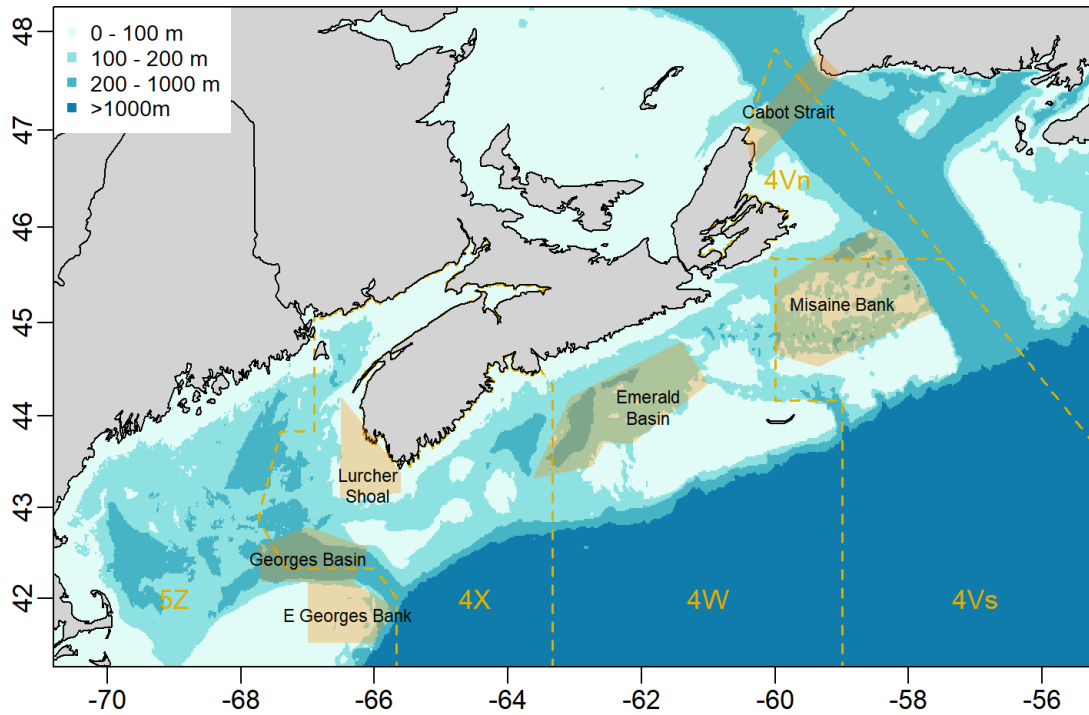 0 - 100 m
100 - 200 m
200 - 1000 m
>1000m
48
47
46
45
44
43
42
Cabot Strait
4Vn
Misaine Bank
Emerald
Basin
Lurcher
Shoal
Georges Basin
5Z
E Georges Bank
4X
4W
4Vs
-70
-68
-66
-64
-62
-60
-58
-56